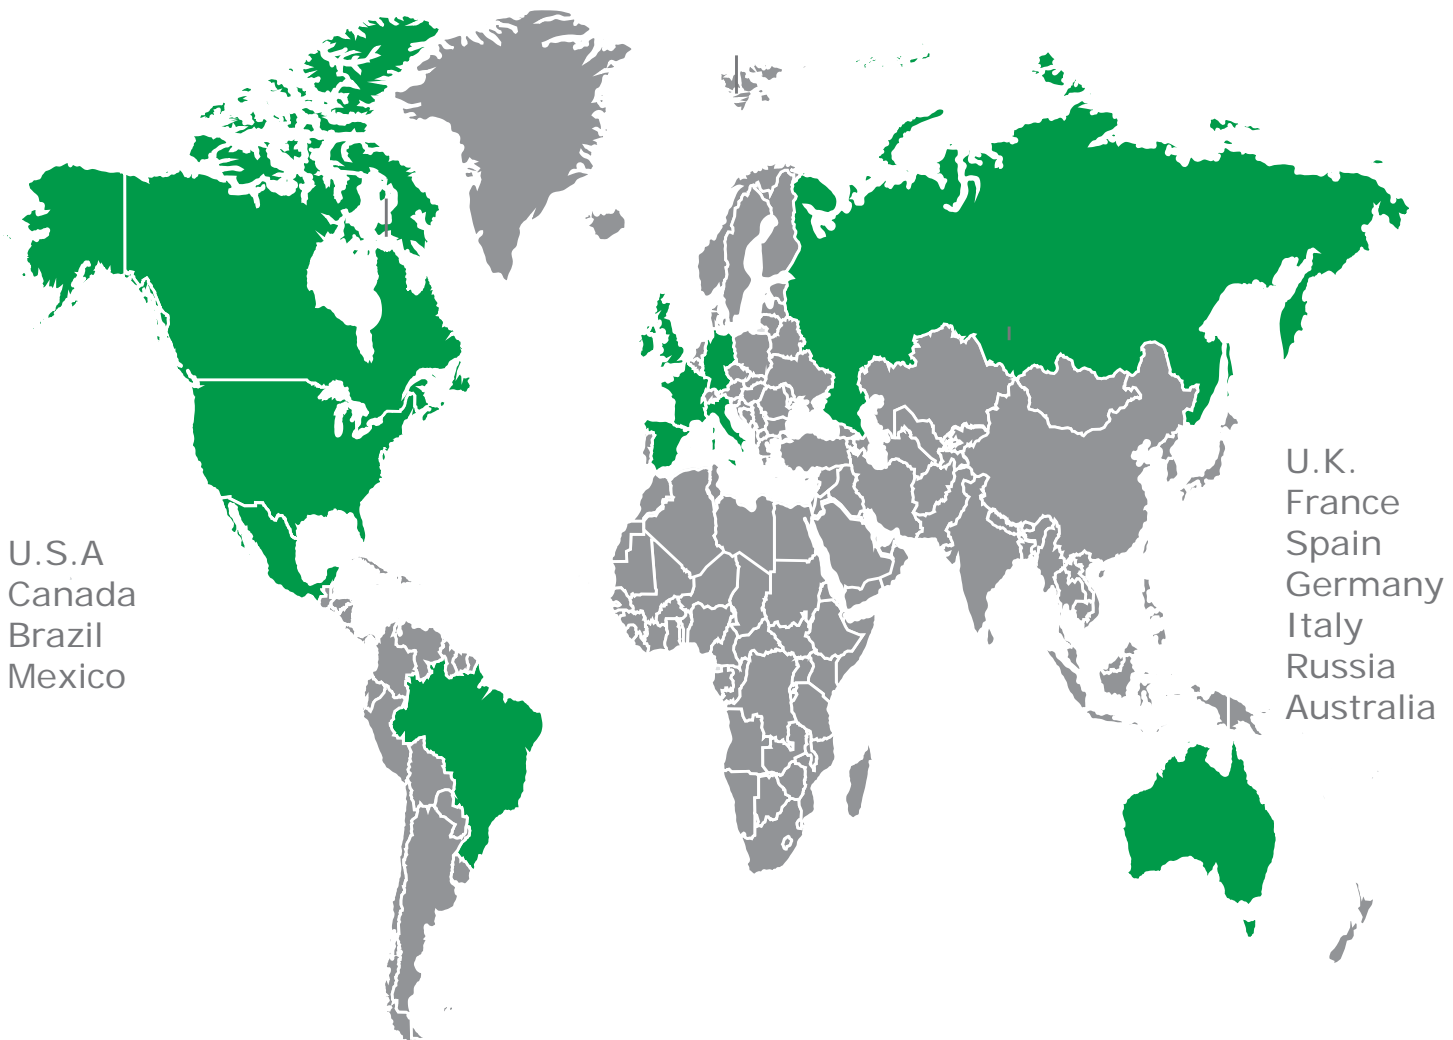 U.S.A
Canada
Brazil
Mexico
U.K.
France
Spain
Germany
Italy
Russia
Australia